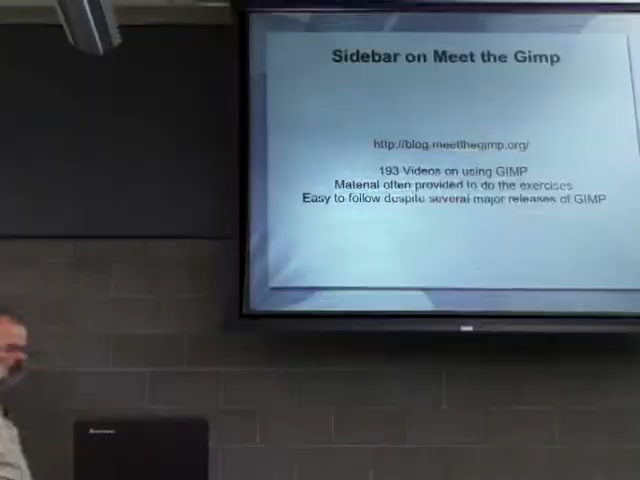 Sidebar on Meet the Gimp
http://blog.meetthegimp.org/
193 Videos on using GIMP
Material often provided to do the exercises
Easy to follow despite several major releases of GIMP